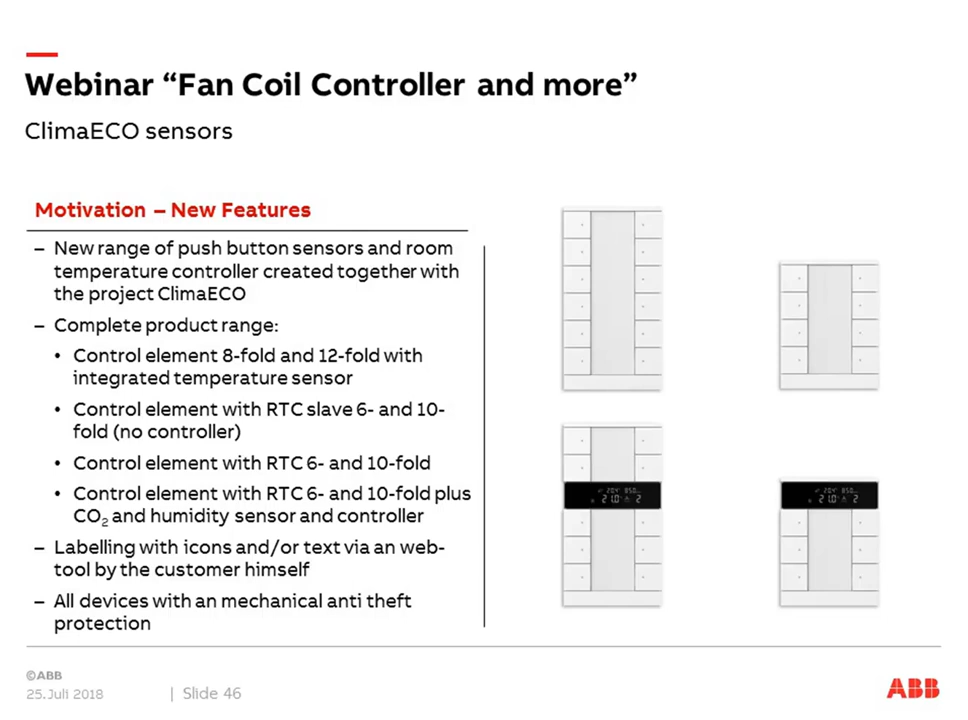 Webinar “Fan Coil Controller and more”
ClimaECO sensors
Motivation – New Features
– New range of push button sensors and room
temperature controller created together with
the project ClimaECO
– Complete product range:
• Control element 8-fold and 12-fold with
integrated temperature sensor
• Control element with RTC slave 6- and 10-
fold (no controller)
• Control element with RTC 6- and 10-fold
• Control element with RTC 6- and 10-fold plus
CO₂ and humidity sensor and controller
– Labelling with icons and/or text via an web-
tool by the customer himself
– All devices with an mechanical anti theft
protection
©ABB
25.Juli 2018 | Slide 46
ABB